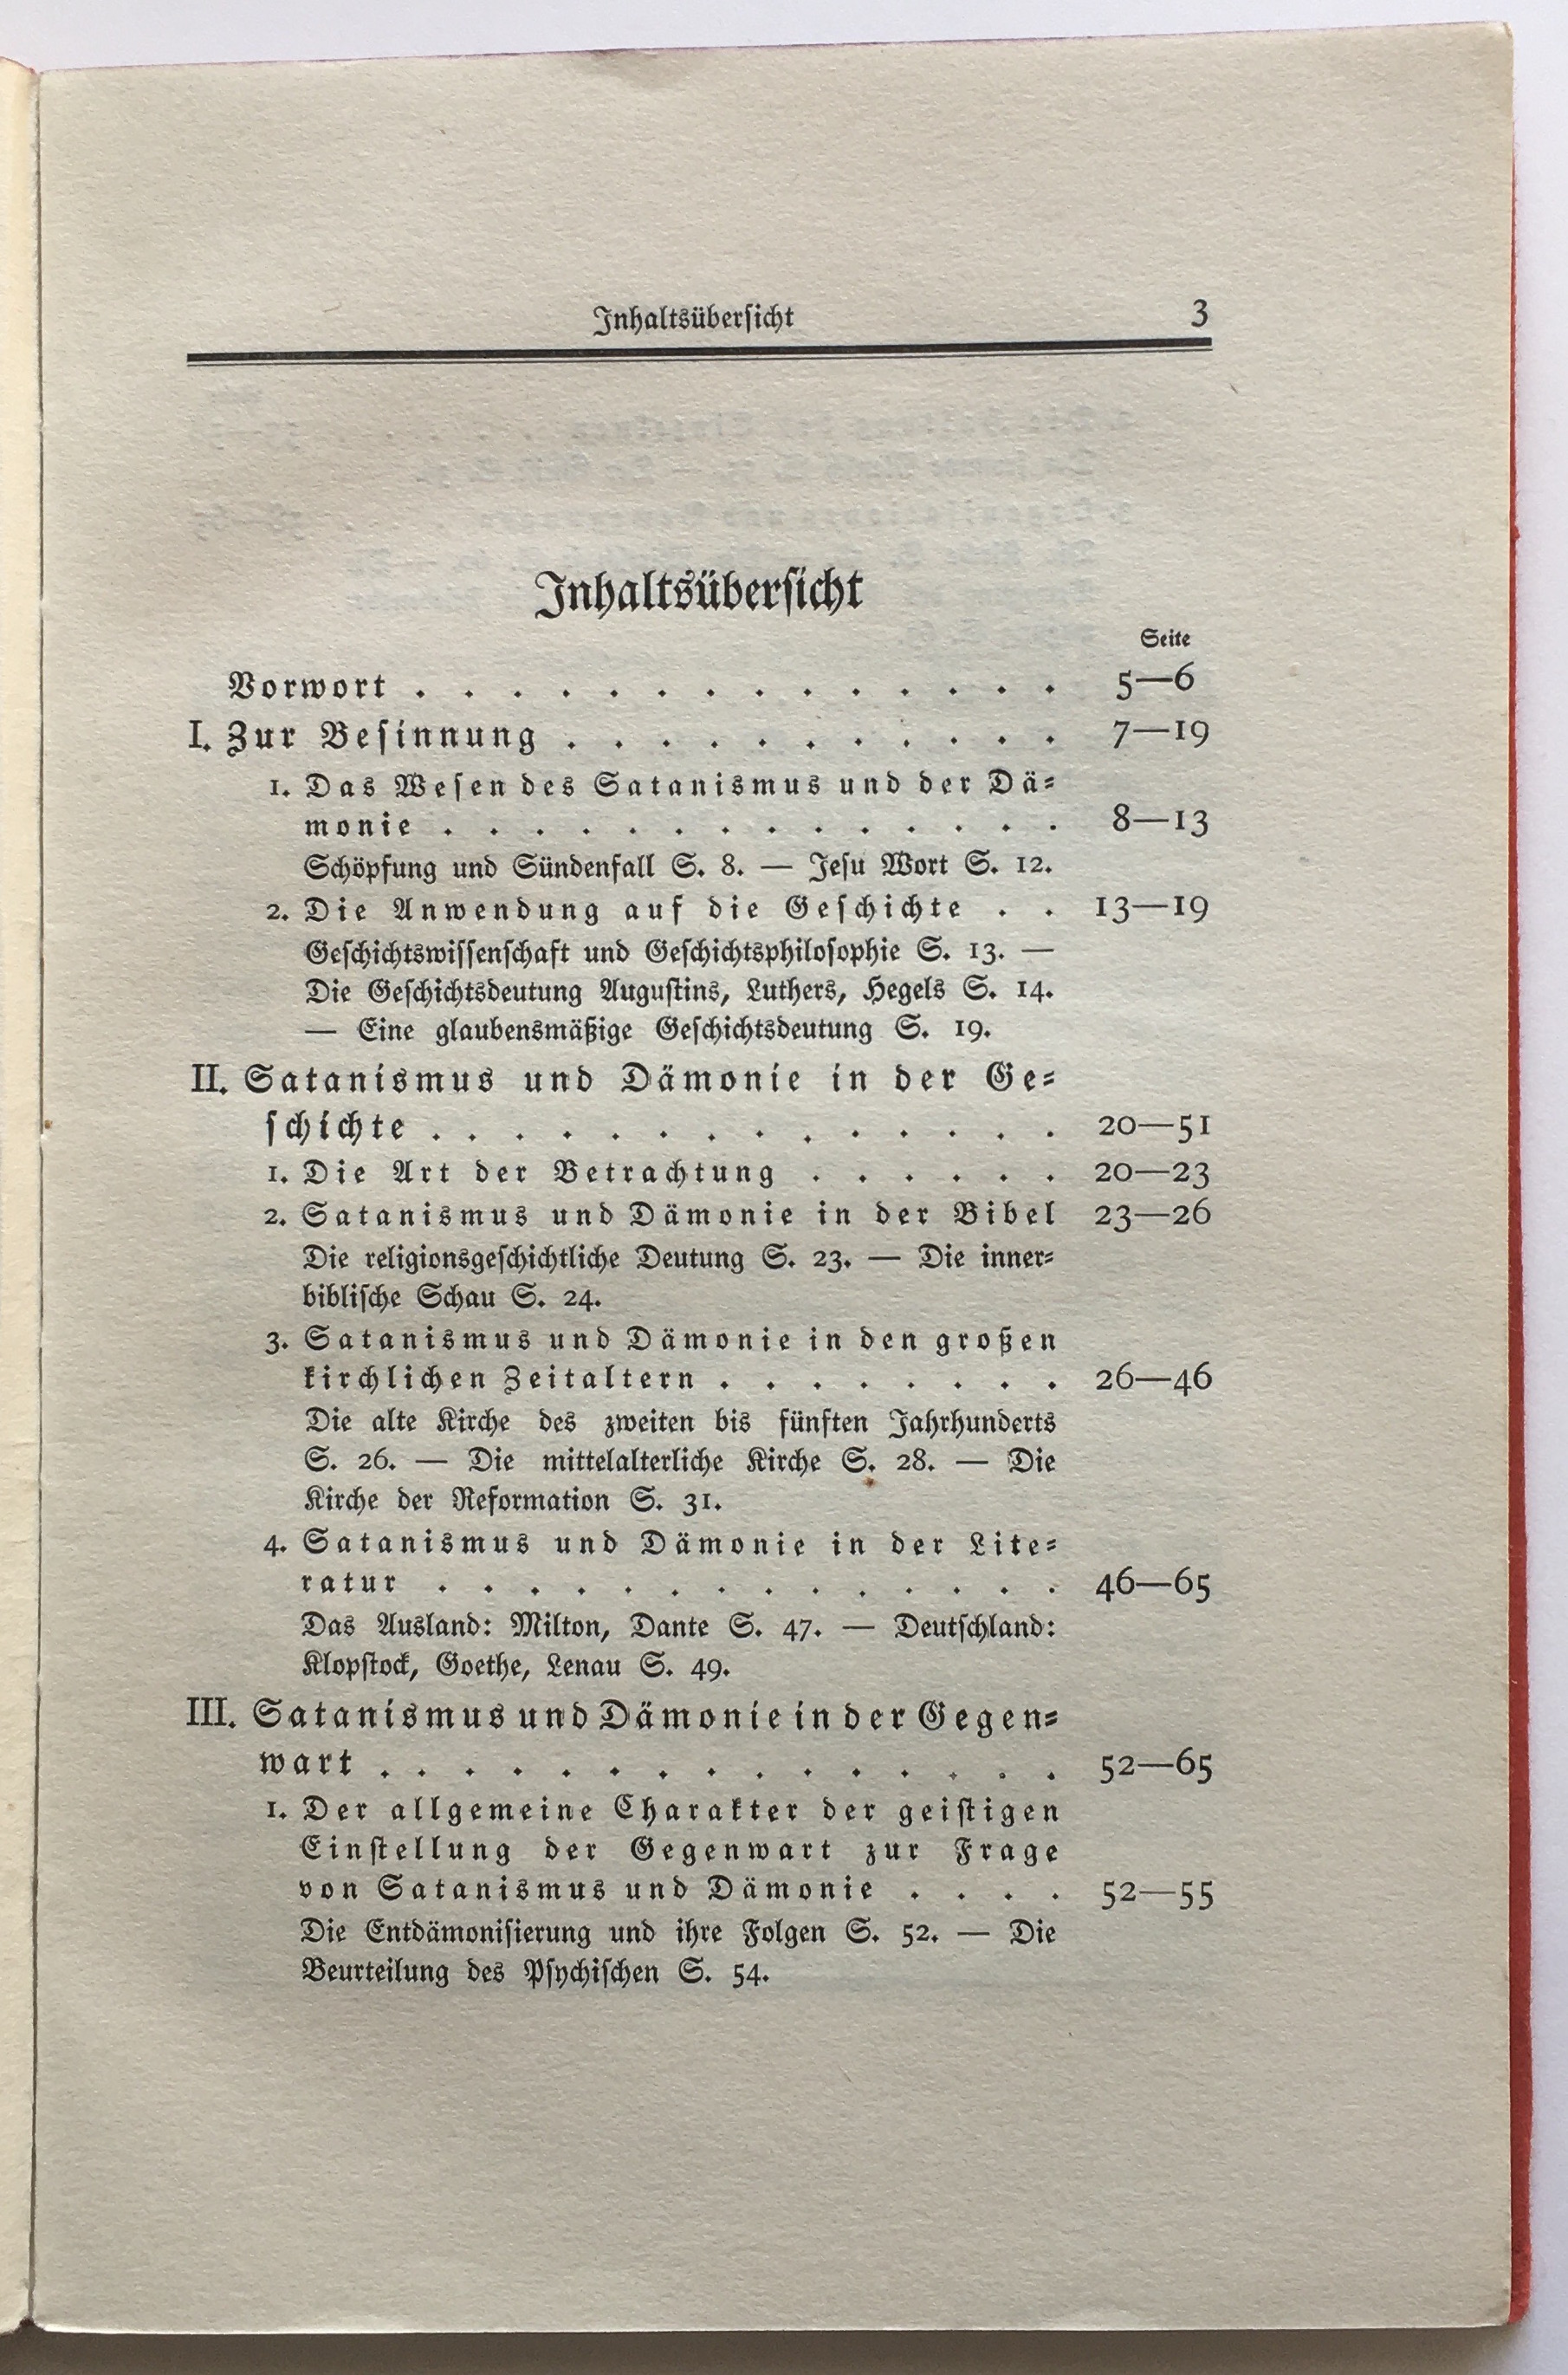 Inhaltsüberſicht 3
Inhaltsüberſicht
Seite
Vorwort . . . . . . . . . . . . . . 5—6
I. Zur Beſinnung . . . . . . . . . . . 7—19
1. Das Weſen des Satanismus und der Dä⸗
monie . . . . . . . . . . . . . . 8—13
Schöpfung und Sündenfall S. 8. — Jeſu Wort S. 12.
2. Die Anwendung auf die Geſchichte . . 13—19
Geſchichtswiſſenſchaft und Geſchichtsphiloſophie S. 13. —
Die Geſchichtsdeutung Auguſtins, Luthers, Hegels S. 14.
— Eine glaubensmäßige Geſchichtsdeutung S. 19.
II. Satanismus und Dämonie in der Ge⸗
ſchichte . . . . . . . . . . . . . . 20—51
1. Die Art der Betrachtung . . . . . . 20—23
2. Satanismus und Dämonie in der Bibel 23—26
Die religionsgeſchichtliche Deutung S. 23. — Die inner⸗
bibliſche Schau S. 24.
3. Satanismus und Dämonie in den großen
kirchlichen Zeitaltern . . . . . . . . 26—46
Die alte Kirche des zweiten bis fünften Jahrhunderts
S. 26. — Die mittelalterliche Kirche S. 28. — Die
Kirche der Reformation S. 31.
4. Satanismus und Dämonie in der Lite⸗
ratur . . . . . . . . . . . . . . 46—65
Das Ausland: Milton, Dante S. 47. — Deutſchland:
Klopſtock, Goethe, Lenau S. 49.
III. Satanismus und Dämonie in der Gegen⸗
wart . . . . . . . . . . . . . . . 52—65
1. Der allgemeine Charakter der geiſtigen
Einſtellung der Gegenwart zur Frage
von Satanismus und Dämonie . . . . 52—55
Die Entdämoniſierung und ihre Folgen S. 52. — Die
Beurteilung des Pſychiſchen S. 54.